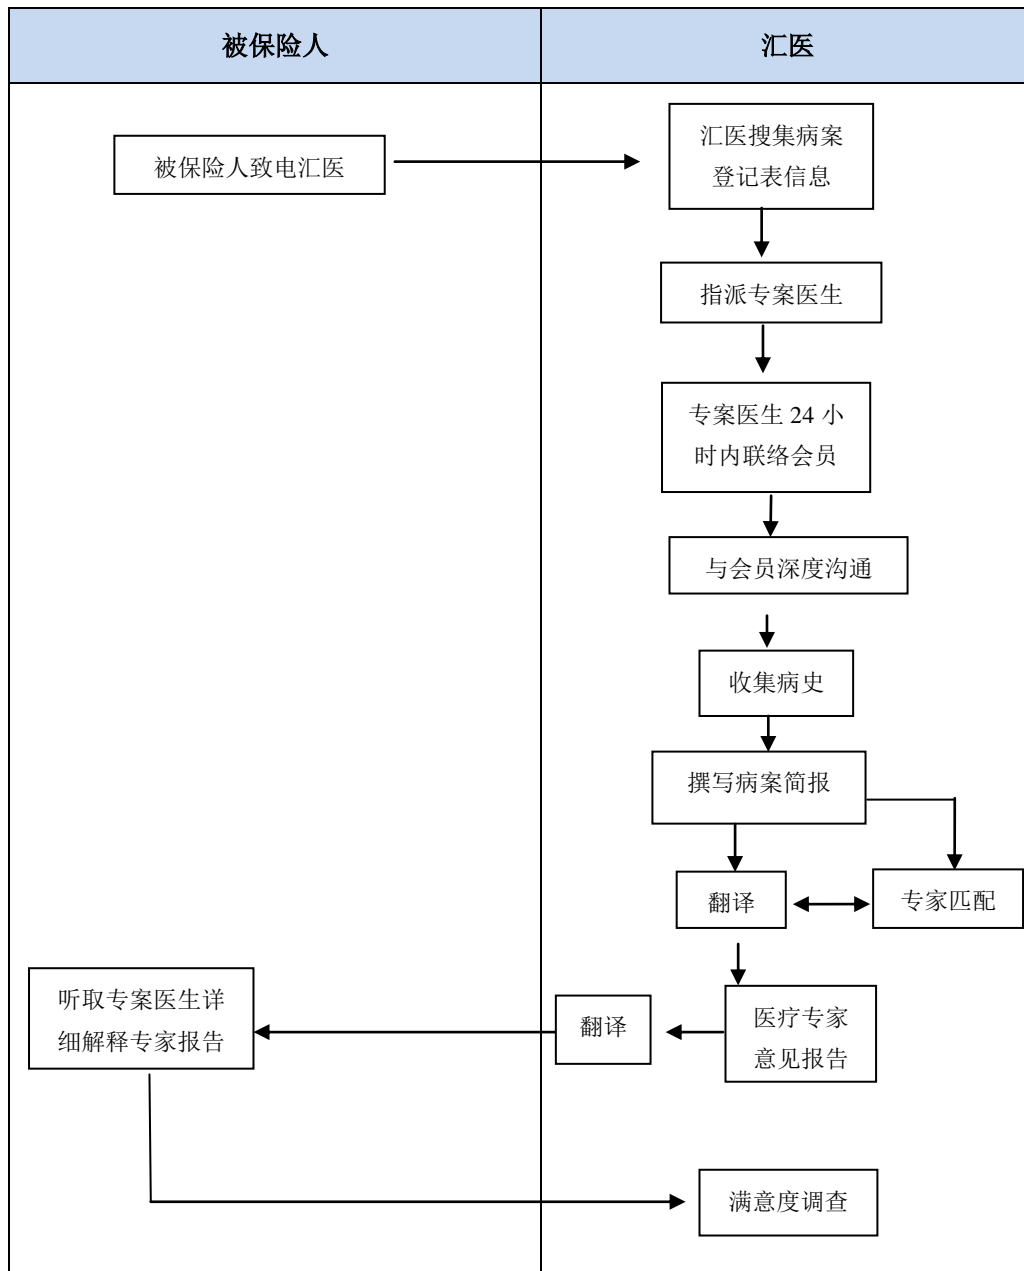 被保险人
汇医
被保险人致电汇医
汇医搜集病案
登记表信息
指派专案医生
专案医生 24 小
时内联络会员
与会员深度沟通
收集病史
撰写病案简报
翻译
专家匹配
听取专案医生详
细解释专家报告
翻译
医疗专家
意见报告
满意度调查